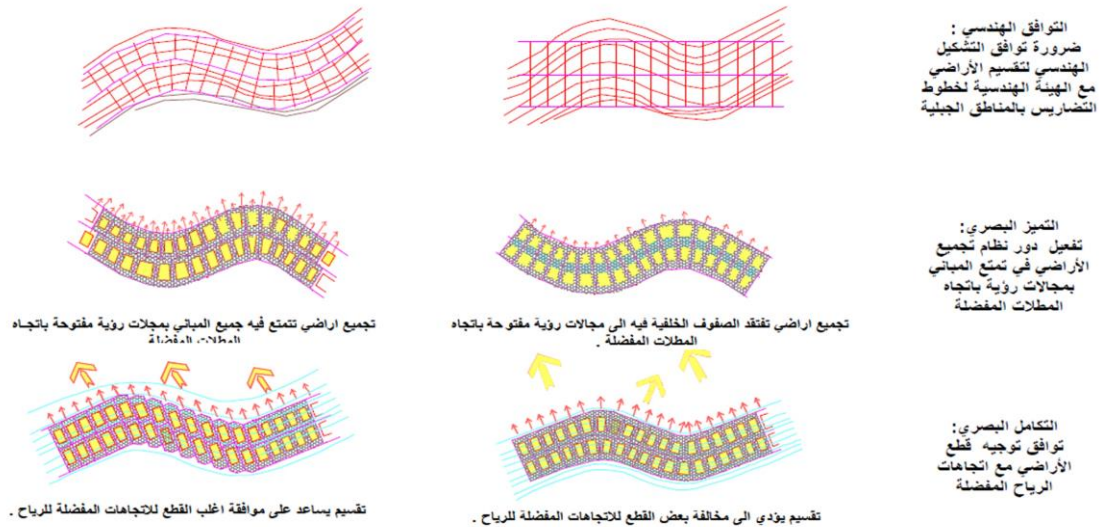 التوافق الهندسي :
ضرورة توافق التشكيل
الهندسي لتقسيم الأراضي
مع الهيئة الهندسية لخطوط
التضاريس بالمناطق الجبلية
التميز البصري:
تفعيل دور نظام تجميع
الأراضي في تمتع المباني
بمجالات رؤية باتجاه
المطلات المفضلة
تجميع اراضي تفتقد الصفوف الخلفية فيه الى مجالات رؤية مفتوحة باتجاه
المطلات المفضلة .
تجميع اراضي تتمتع فيه جميع المباني بمجلات رؤية مفتوحة باتجاه
المطلات المفضلة
التكامل البصري:
توافق توجيه قطع
الأراضي مع اتجاهات
الرياح المفضلة
تقسيم يؤدي الى مخالفة بعض القطع للاتجاهات المفضلة للرياح .
تقسيم يساعد على موافقة اغلب القطع للاتجاهات المفضلة للرياح .